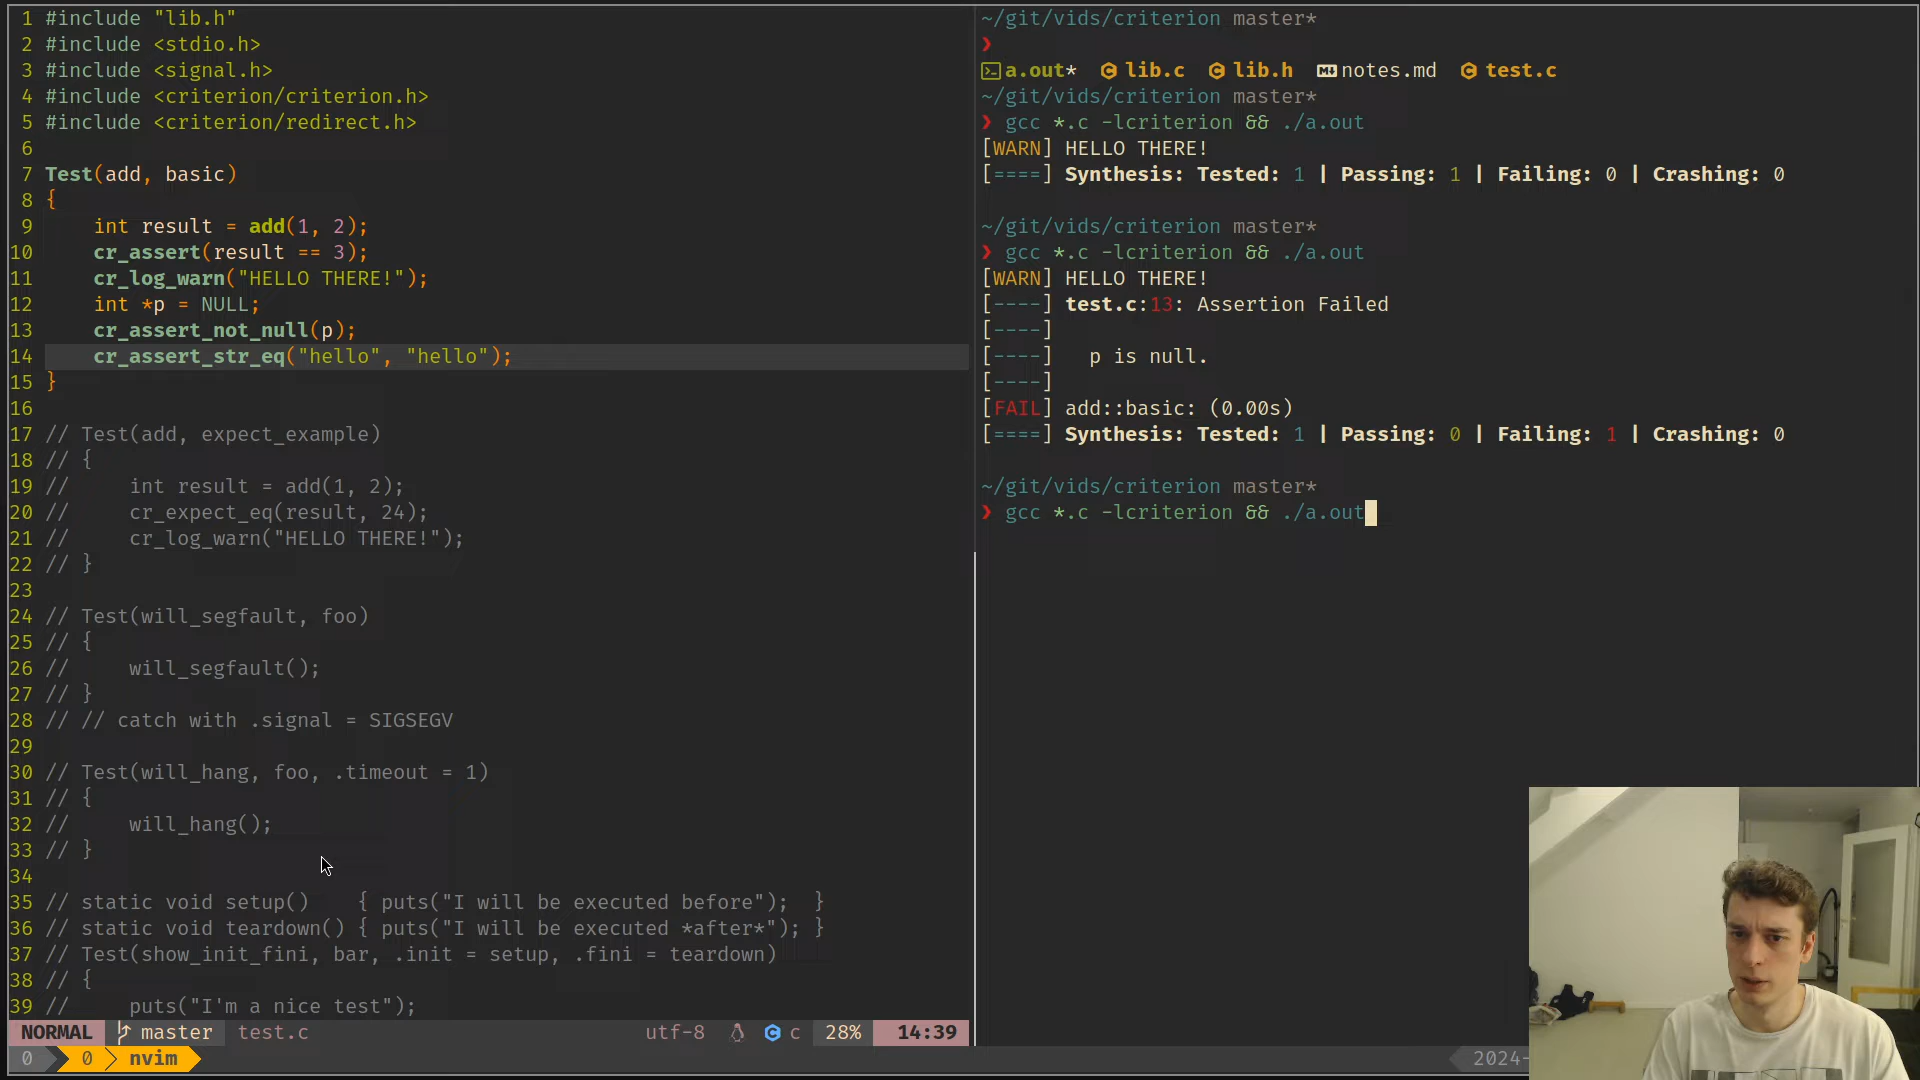 1 #include "lib.h"
2 #include <stdio.h>
3 #include <signal.h>
4 #include <criterion/criterion.h>
5 #include <criterion/redirect.h>
6
7 Test(add, basic)
8 {
9     int result = add(1, 2);
10     cr_assert(result == 3);
11     cr_log_warn("HELLO THERE!");
12     int *p = NULL;
13     cr_assert_not_null(p);
14     cr_assert_str_eq("hello", "hello");
15 }
16
17 // Test(add, expect_example)
18 // {
19 //     int result = add(1, 2);
20 //     cr_expect_eq(result, 24);
21 //     cr_log_warn("HELLO THERE!");
22 // }
23
24 // Test(will_segfault, foo)
25 // {
26 //     will_segfault();
27 // }
28 // // catch with .signal = SIGSEGV
29
30 // Test(will_hang, foo, .timeout = 1)
31 // {
32 //     will_hang();
33 // }
34
35 // static void setup()    { puts("I will be executed before");  }
36 // static void teardown() { puts("I will be executed *after*"); }
37 // Test(show_init_fini, bar, .init = setup, .fini = teardown)
38 // {
39 //     puts("I'm a nice test");
NORMAL master test.c utf-8 c 28% 14:39
0 0 nvim
~/git/vids/criterion master*
❯
a.out* lib.c lib.h notes.md test.c
~/git/vids/criterion master*
❯ gcc *.c -lcriterion && ./a.out
[WARN] HELLO THERE!
[====] Synthesis: Tested: 1 | Passing: 1 | Failing: 0 | Crashing: 0
~/git/vids/criterion master*
❯ gcc *.c -lcriterion && ./a.out
[WARN] HELLO THERE!
[----] test.c:13: Assertion Failed
[----]
[----]   p is null.
[----]
[FAIL] add::basic: (0.00s)
[====] Synthesis: Tested: 1 | Passing: 0 | Failing: 1 | Crashing: 0
~/git/vids/criterion master*
❯ gcc *.c -lcriterion && ./a.out
2024-